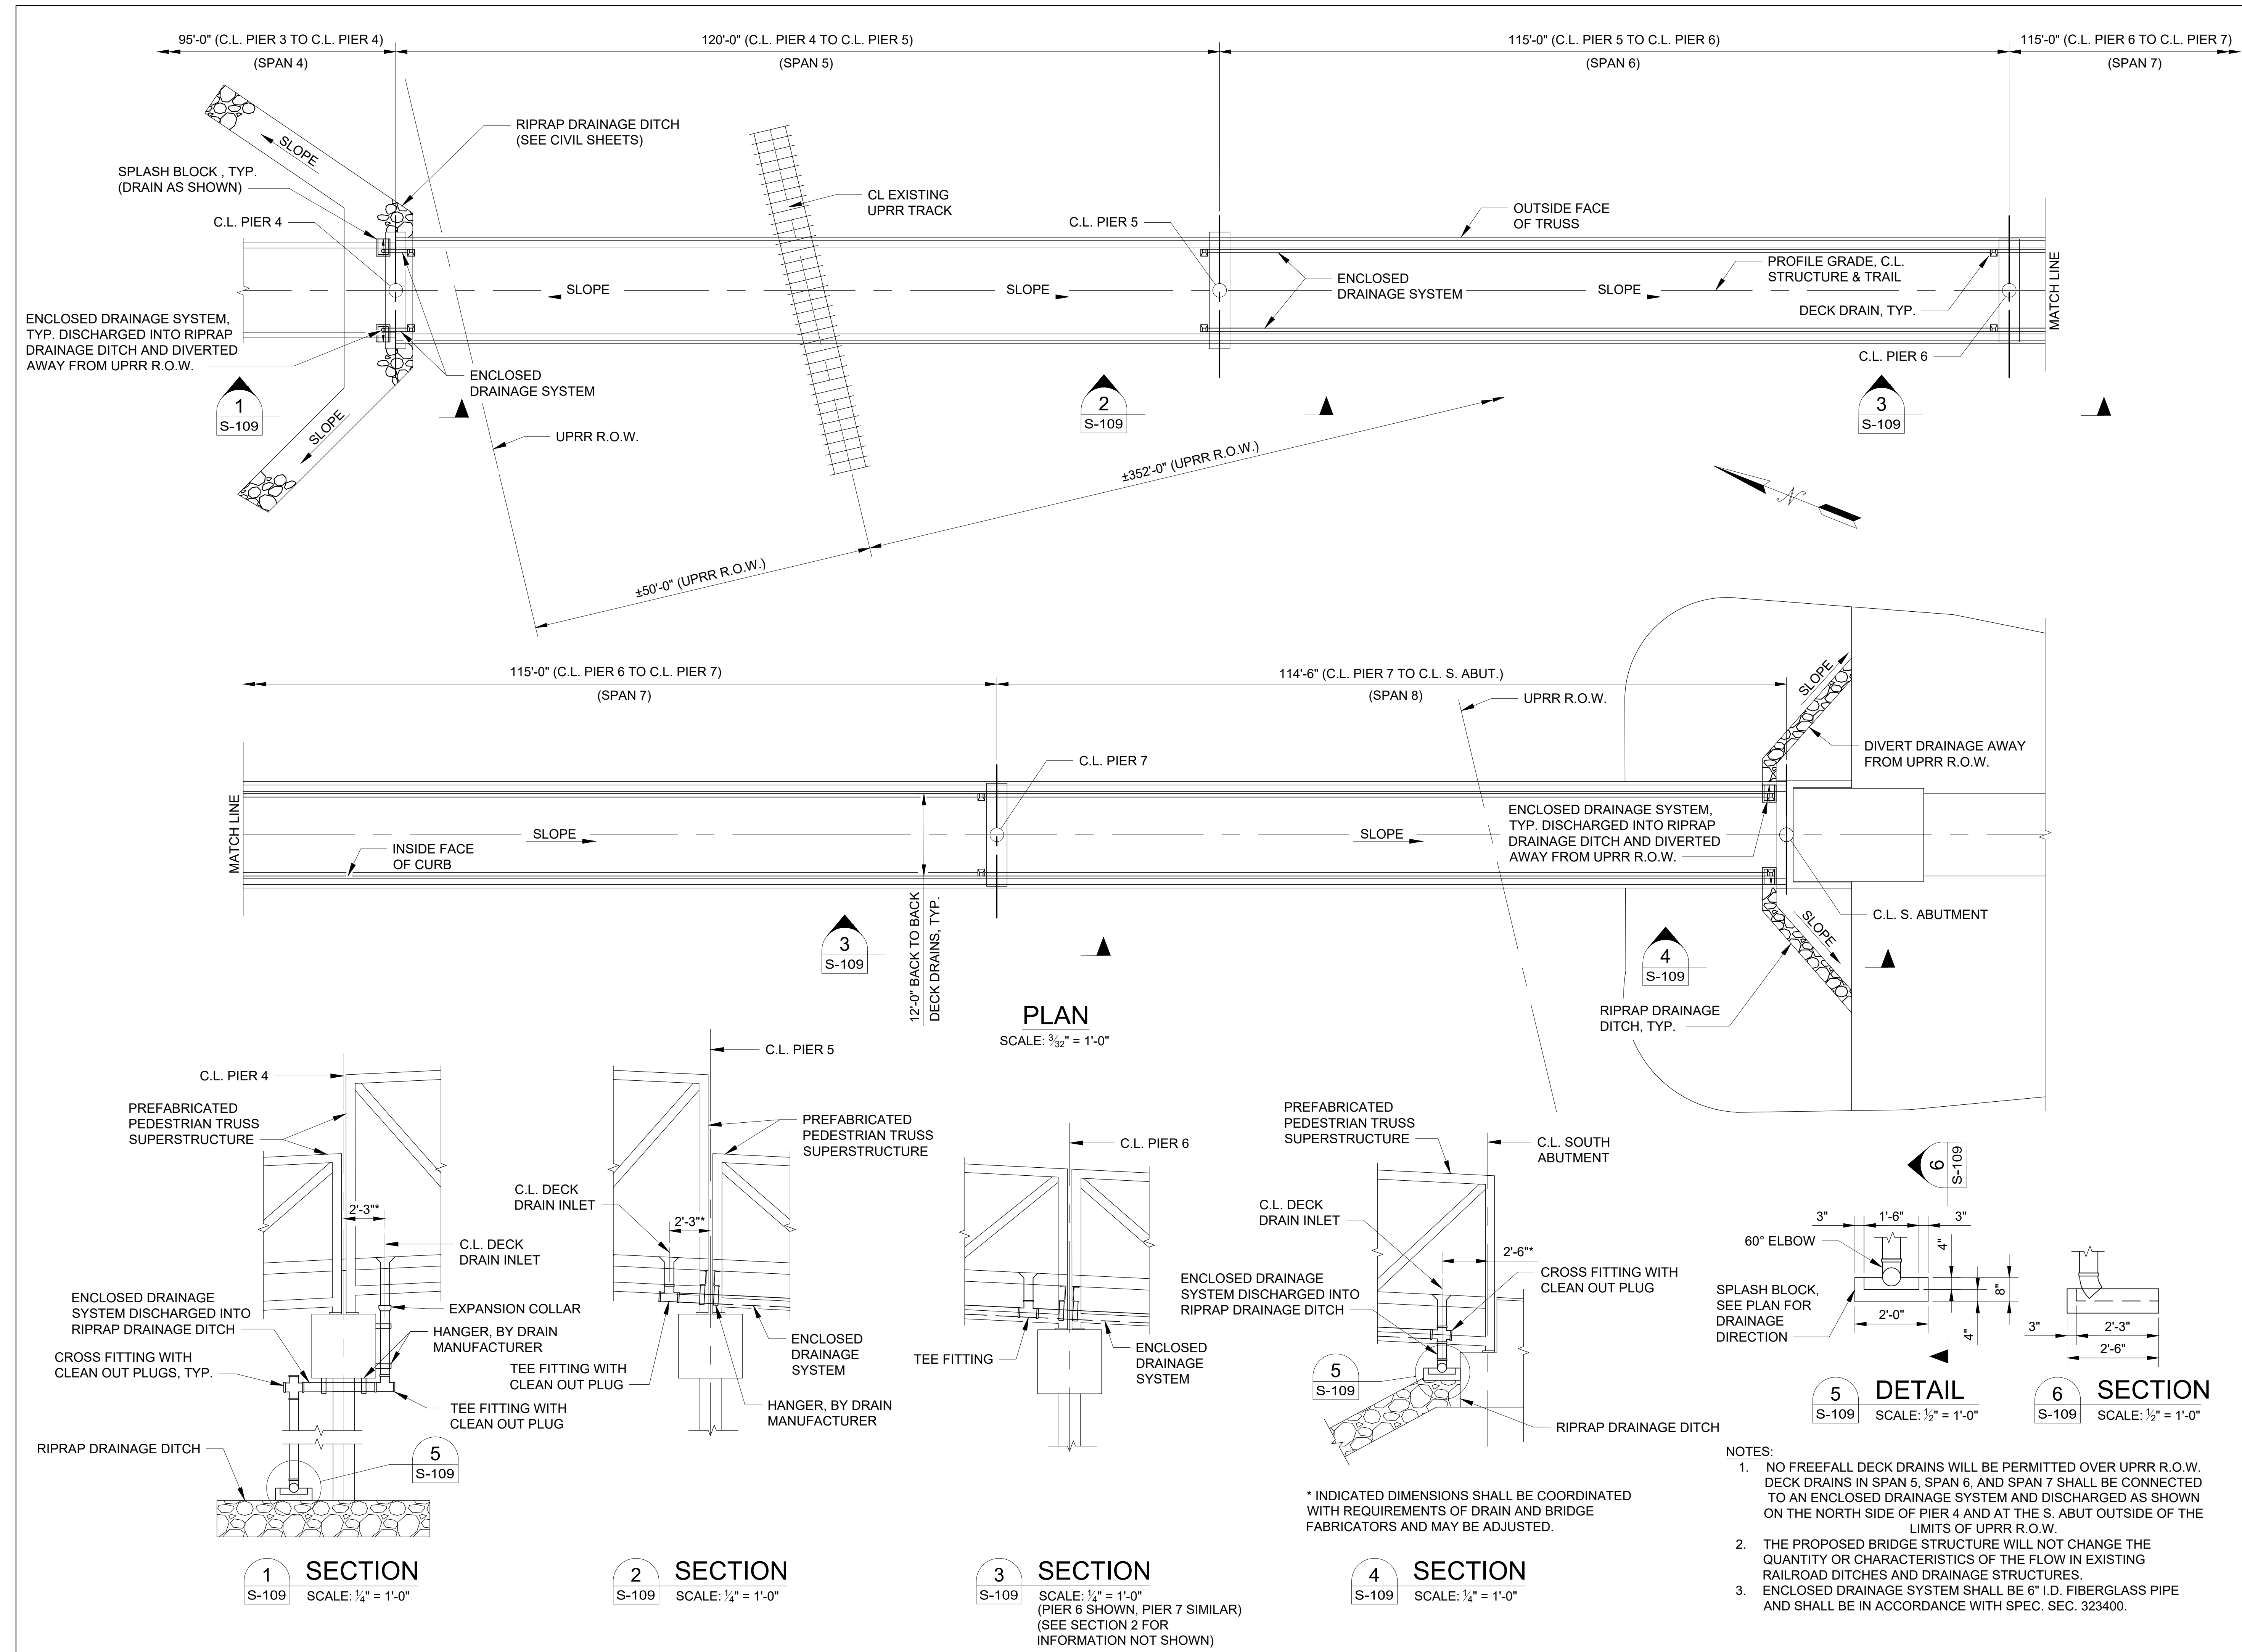 95'-0" (C.L. PIER 3 TO C.L. PIER 4)
(SPAN 4)
120'-0" (C.L. PIER 4 TO C.L. PIER 5)
(SPAN 5)
115'-0" (C.L. PIER 5 TO C.L. PIER 6)
(SPAN 6)
115'-0" (C.L. PIER 6 TO C.L. PIER 7)
(SPAN 7)
SLOPE
RIPRAP DRAINAGE DITCH
(SEE CIVIL SHEETS)
SPLASH BLOCK , TYP.
(DRAIN AS SHOWN)
C.L. PIER 4
CL EXISTING
UPRR TRACK
C.L. PIER 5
OUTSIDE FACE
OF TRUSS
PROFILE GRADE, C.L.
STRUCTURE & TRAIL
ENCLOSED
DRAINAGE SYSTEM
SLOPE
SLOPE
SLOPE
DECK DRAIN, TYP.
MATCH LINE
C.L. PIER 6
ENCLOSED DRAINAGE SYSTEM,
TYP. DISCHARGED INTO RIPRAP
DRAINAGE DITCH AND DIVERTED
AWAY FROM UPRR R.O.W.
ENCLOSED
DRAINAGE SYSTEM
1
S-109
2
S-109
3
S-109
SLOPE
UPRR R.O.W.
±352'-0" (UPRR R.O.W.)
N
±50'-0" (UPRR R.O.W.)
115'-0" (C.L. PIER 6 TO C.L. PIER 7)
(SPAN 7)
114'-6" (C.L. PIER 7 TO C.L. S. ABUT.)
(SPAN 8)
UPRR R.O.W.
SLOPE
DIVERT DRAINAGE AWAY
FROM UPRR R.O.W.
C.L. PIER 7
MATCH LINE
SLOPE
SLOPE
INSIDE FACE
OF CURB
ENCLOSED DRAINAGE SYSTEM,
TYP. DISCHARGED INTO RIPRAP
DRAINAGE DITCH AND DIVERTED
AWAY FROM UPRR R.O.W.
C.L. S. ABUTMENT
SLOPE
12'-0" BACK TO BACK
DECK DRAINS, TYP.
3
S-109
4
S-109
RIPRAP DRAINAGE
DITCH, TYP.
PLAN
SCALE: 3/32" = 1'-0"
C.L. PIER 4
PREFABRICATED
PEDESTRIAN TRUSS
SUPERSTRUCTURE
2'-3"*
C.L. DECK
DRAIN INLET
ENCLOSED DRAINAGE
SYSTEM DISCHARGED INTO
RIPRAP DRAINAGE DITCH
EXPANSION COLLAR
HANGER, BY DRAIN
MANUFACTURER
CROSS FITTING WITH
CLEAN OUT PLUGS, TYP.
TEE FITTING WITH
CLEAN OUT PLUG
RIPRAP DRAINAGE DITCH
5
S-109
1
S-109
SECTION
SCALE: 1/4" = 1'-0"
C.L. PIER 5
PREFABRICATED
PEDESTRIAN TRUSS
SUPERSTRUCTURE
C.L. DECK
DRAIN INLET
2'-3"*
ENCLOSED
DRAINAGE
SYSTEM
TEE FITTING WITH
CLEAN OUT PLUG
HANGER, BY DRAIN
MANUFACTURER
2
S-109
SECTION
SCALE: 1/4" = 1'-0"
C.L. PIER 6
TEE FITTING
ENCLOSED
DRAINAGE
SYSTEM
3
S-109
SECTION
SCALE: 1/4" = 1'-0"
(PIER 6 SHOWN, PIER 7 SIMILAR)
(SEE SECTION 2 FOR
INFORMATION NOT SHOWN)
PREFABRICATED
PEDESTRIAN TRUSS
SUPERSTRUCTURE
C.L. SOUTH
ABUTMENT
C.L. DECK
DRAIN INLET
2'-6"*
ENCLOSED DRAINAGE
SYSTEM DISCHARGED INTO
RIPRAP DRAINAGE DITCH
CROSS FITTING WITH
CLEAN OUT PLUG
5
S-109
RIPRAP DRAINAGE DITCH
* INDICATED DIMENSIONS SHALL BE COORDINATED
WITH REQUIREMENTS OF DRAIN AND BRIDGE
FABRICATORS AND MAY BE ADJUSTED.
4
S-109
SECTION
SCALE: 1/4" = 1'-0"
6
S-109
3"
1'-6"
3"
60° ELBOW
4"
8"
4"
SPLASH BLOCK,
SEE PLAN FOR
DRAINAGE
DIRECTION
2'-0"
3"
2'-3"
2'-6"
5
S-109
DETAIL
SCALE: 1/2" = 1'-0"
6
S-109
SECTION
SCALE: 1/2" = 1'-0"
NOTES:
1. NO FREEFALL DECK DRAINS WILL BE PERMITTED OVER UPRR R.O.W.
DECK DRAINS IN SPAN 5, SPAN 6, AND SPAN 7 SHALL BE CONNECTED
TO AN ENCLOSED DRAINAGE SYSTEM AND DISCHARGED AS SHOWN
ON THE NORTH SIDE OF PIER 4 AND AT THE S. ABUT OUTSIDE OF THE
LIMITS OF UPRR R.O.W.
2. THE PROPOSED BRIDGE STRUCTURE WILL NOT CHANGE THE
QUANTITY OR CHARACTERISTICS OF THE FLOW IN EXISTING
RAILROAD DITCHES AND DRAINAGE STRUCTURES.
3. ENCLOSED DRAINAGE SYSTEM SHALL BE 6" I.D. FIBERGLASS PIPE
AND SHALL BE IN ACCORDANCE WITH SPEC. SEC. 323400.